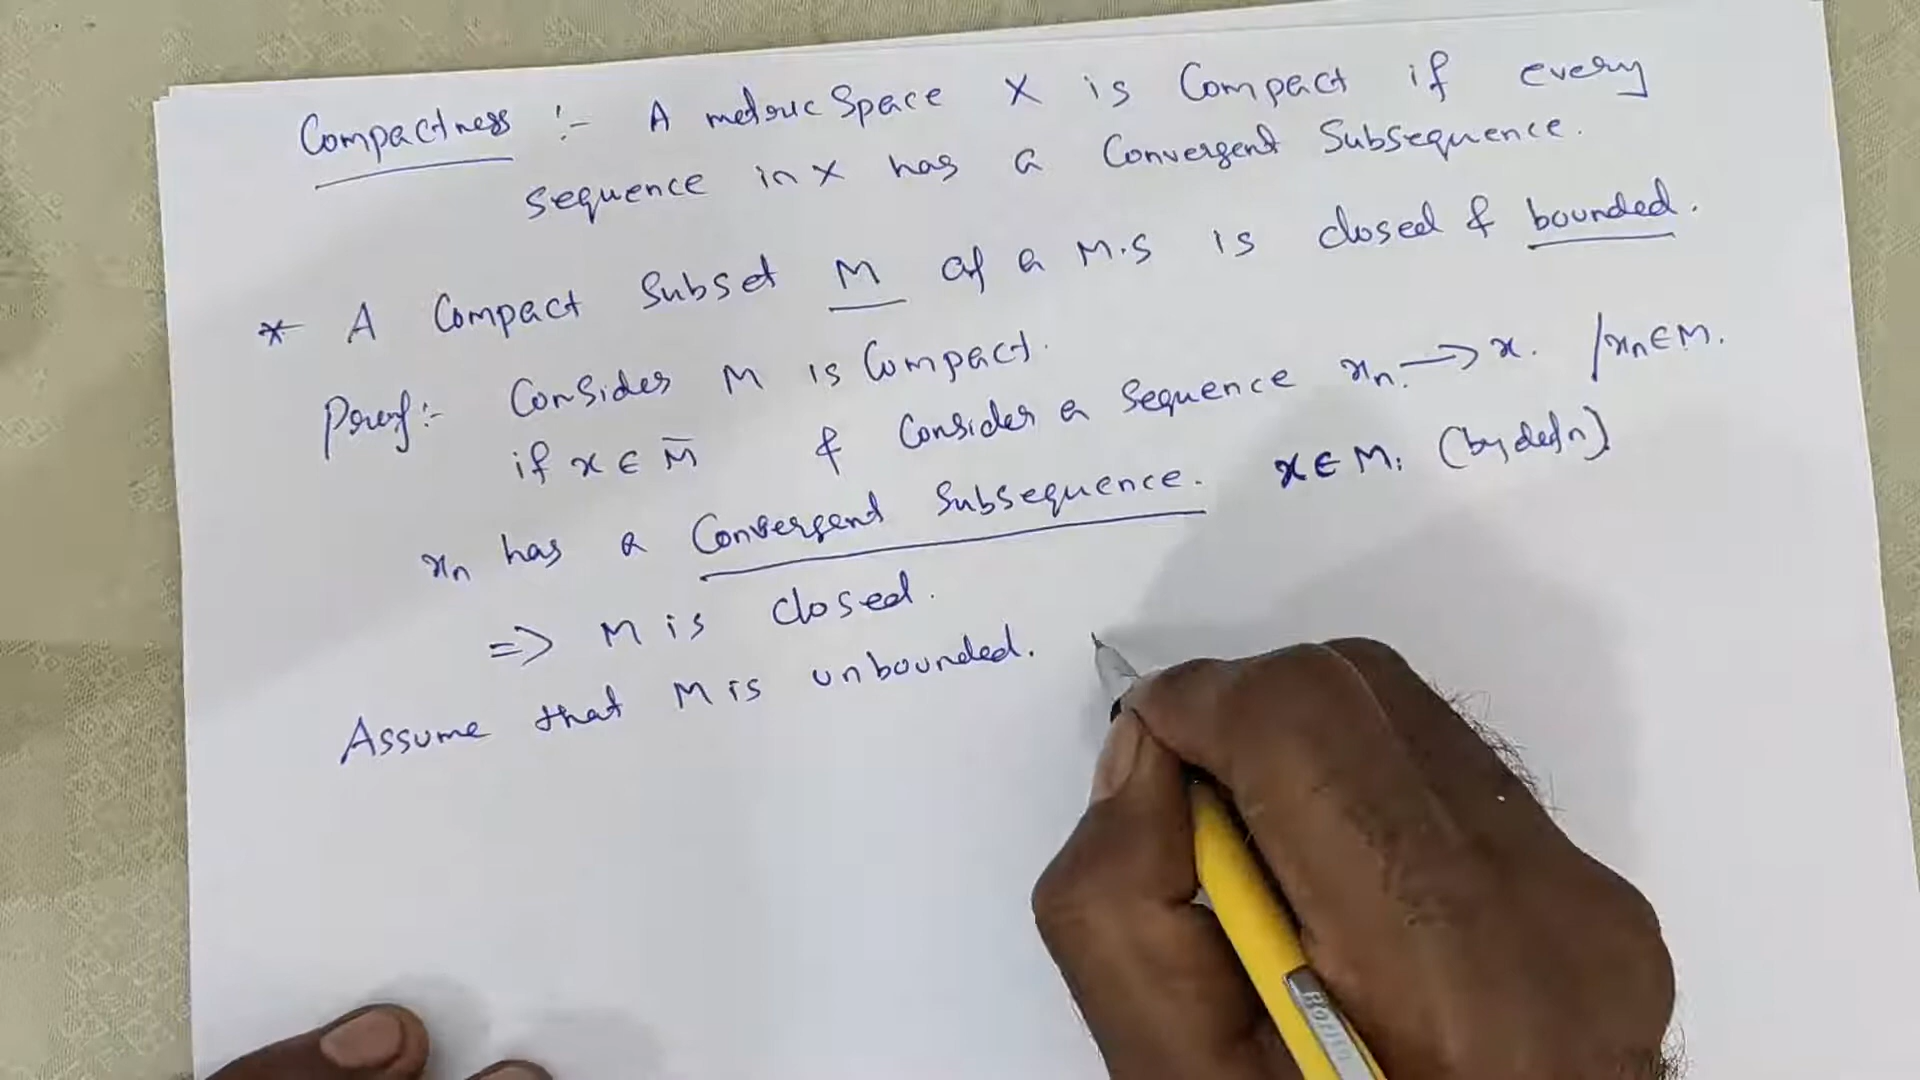 Compactness :- A metric Space X is Compact if every
sequence in X has a Convergent Subsequence.
* A Compact Subset M of a M.S is closed & bounded.
Proof:- Consider M is Compact.
if x ∈ M̄ & Consider a sequence xₙ → x. /xₙ∈M.
xₙ has a Convergent Subsequence. x∈M. (by defn)
=> M is closed.
Assume that M is unbounded.
Rorito